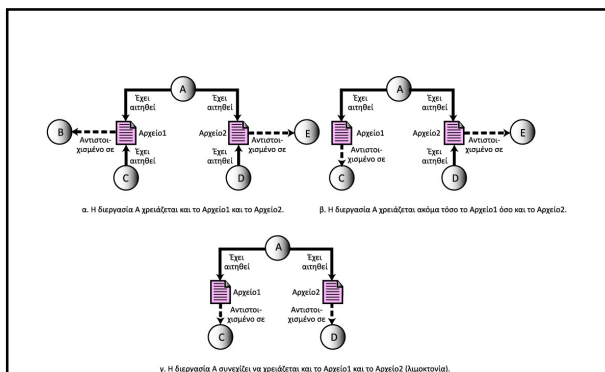 A
Έχει
αιτηθεί
Έχει
αιτηθεί
B
Αρχείο1
Αρχείο2
E
Αντιστοι-
χισμένο σε
Αντιστοι-
χισμένο σε
Έχει
αιτηθεί
Έχει
αιτηθεί
C
D
α. Η διεργασία Α χρειάζεται και το Αρχείο1 και το Αρχείο2.
A
Έχει
αιτηθεί
Έχει
αιτηθεί
Αρχείο1
Αρχείο2
E
Αντιστοι-
χισμένο σε
Αντιστοι-
χισμένο σε
Έχει
αιτηθεί
C
D
β. Η διεργασία Α χρειάζεται ακόμα τόσο το Αρχείο1 όσο και το Αρχείο2.
A
Έχει
αιτηθεί
Έχει
αιτηθεί
Αρχείο1
Αρχείο2
Αντιστοι-
χισμένο σε
Αντιστοι-
χισμένο σε
C
D
γ. Η διεργασία Α συνεχίζει να χρειάζεται και το Αρχείο1 και το Αρχείο2 (λιμοκτονία).